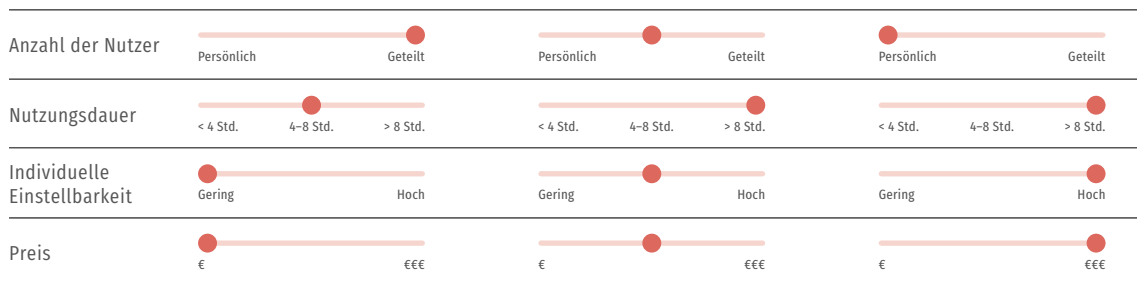 Anzahl der Nutzer
Persönlich Geteilt Persönlich Geteilt Persönlich Geteilt
Nutzungsdauer
< 4 Std. 4–8 Std. > 8 Std. < 4 Std. 4–8 Std. > 8 Std. < 4 Std. 4–8 Std. > 8 Std.
Individuelle
Einstellbarkeit
Gering Hoch Gering Hoch Gering Hoch
Preis
€ €€€ € €€€ € €€€